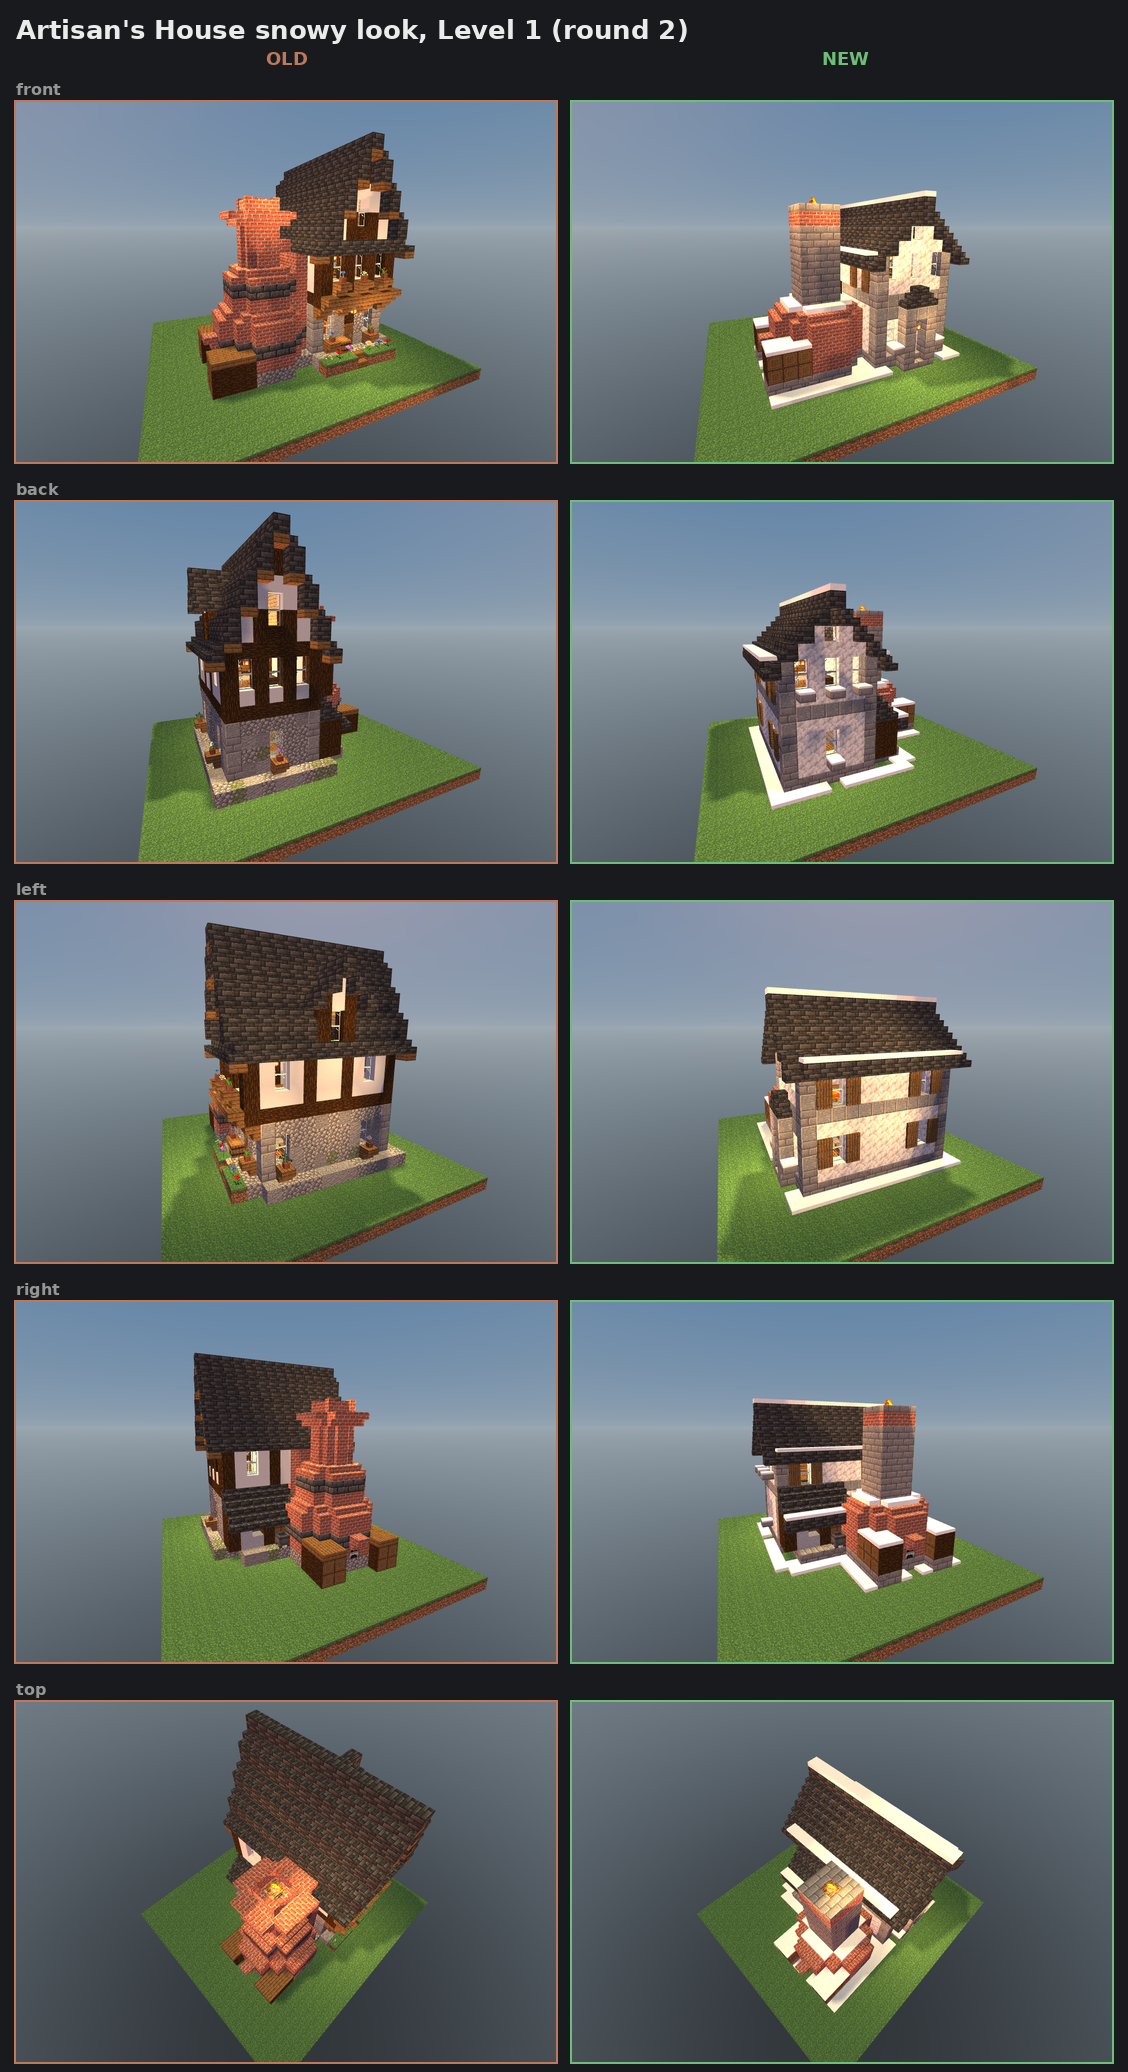 Artisan's House snowy look, Level 1 (round 2)
OLD
NEW
front
back
left
right
top